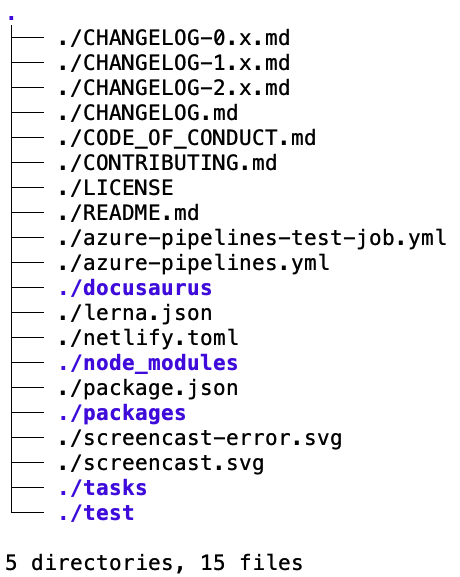 .
├── ./CHANGELOG-0.x.md
├── ./CHANGELOG-1.x.md
├── ./CHANGELOG-2.x.md
├── ./CHANGELOG.md
├── ./CODE_OF_CONDUCT.md
├── ./CONTRIBUTING.md
├── ./LICENSE
├── ./README.md
├── ./azure-pipelines-test-job.yml
├── ./azure-pipelines.yml
├── ./docusaurus
├── ./lerna.json
├── ./netlify.toml
├── ./node_modules
├── ./package.json
├── ./packages
├── ./screencast-error.svg
├── ./screencast.svg
├── ./tasks
└── ./test
5 directories, 15 files